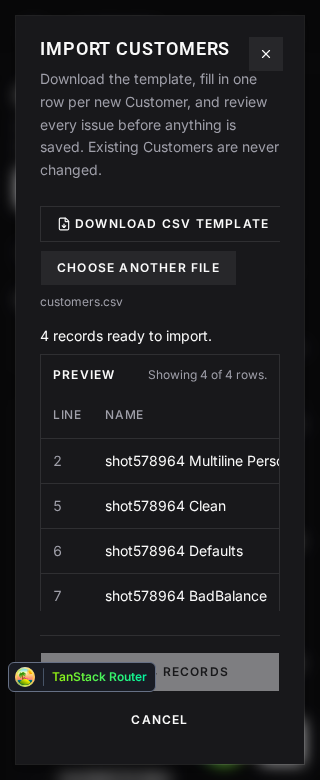 IMPORT CUSTOMERS
Download the template, fill in one
row per new Customer, and review
every issue before anything is
saved. Existing Customers are never
changed.
DOWNLOAD CSV TEMPLATE
CHOOSE ANOTHER FILE
customers.csv
4 records ready to import.
PREVIEW Showing 4 of 4 rows.
LINE NAME
2 shot578964 Multiline
5 shot578964 Clean
6 shot578964 Defaults
7 shot578964 BadBalance
RECORDS
TanStack Router
CANCEL